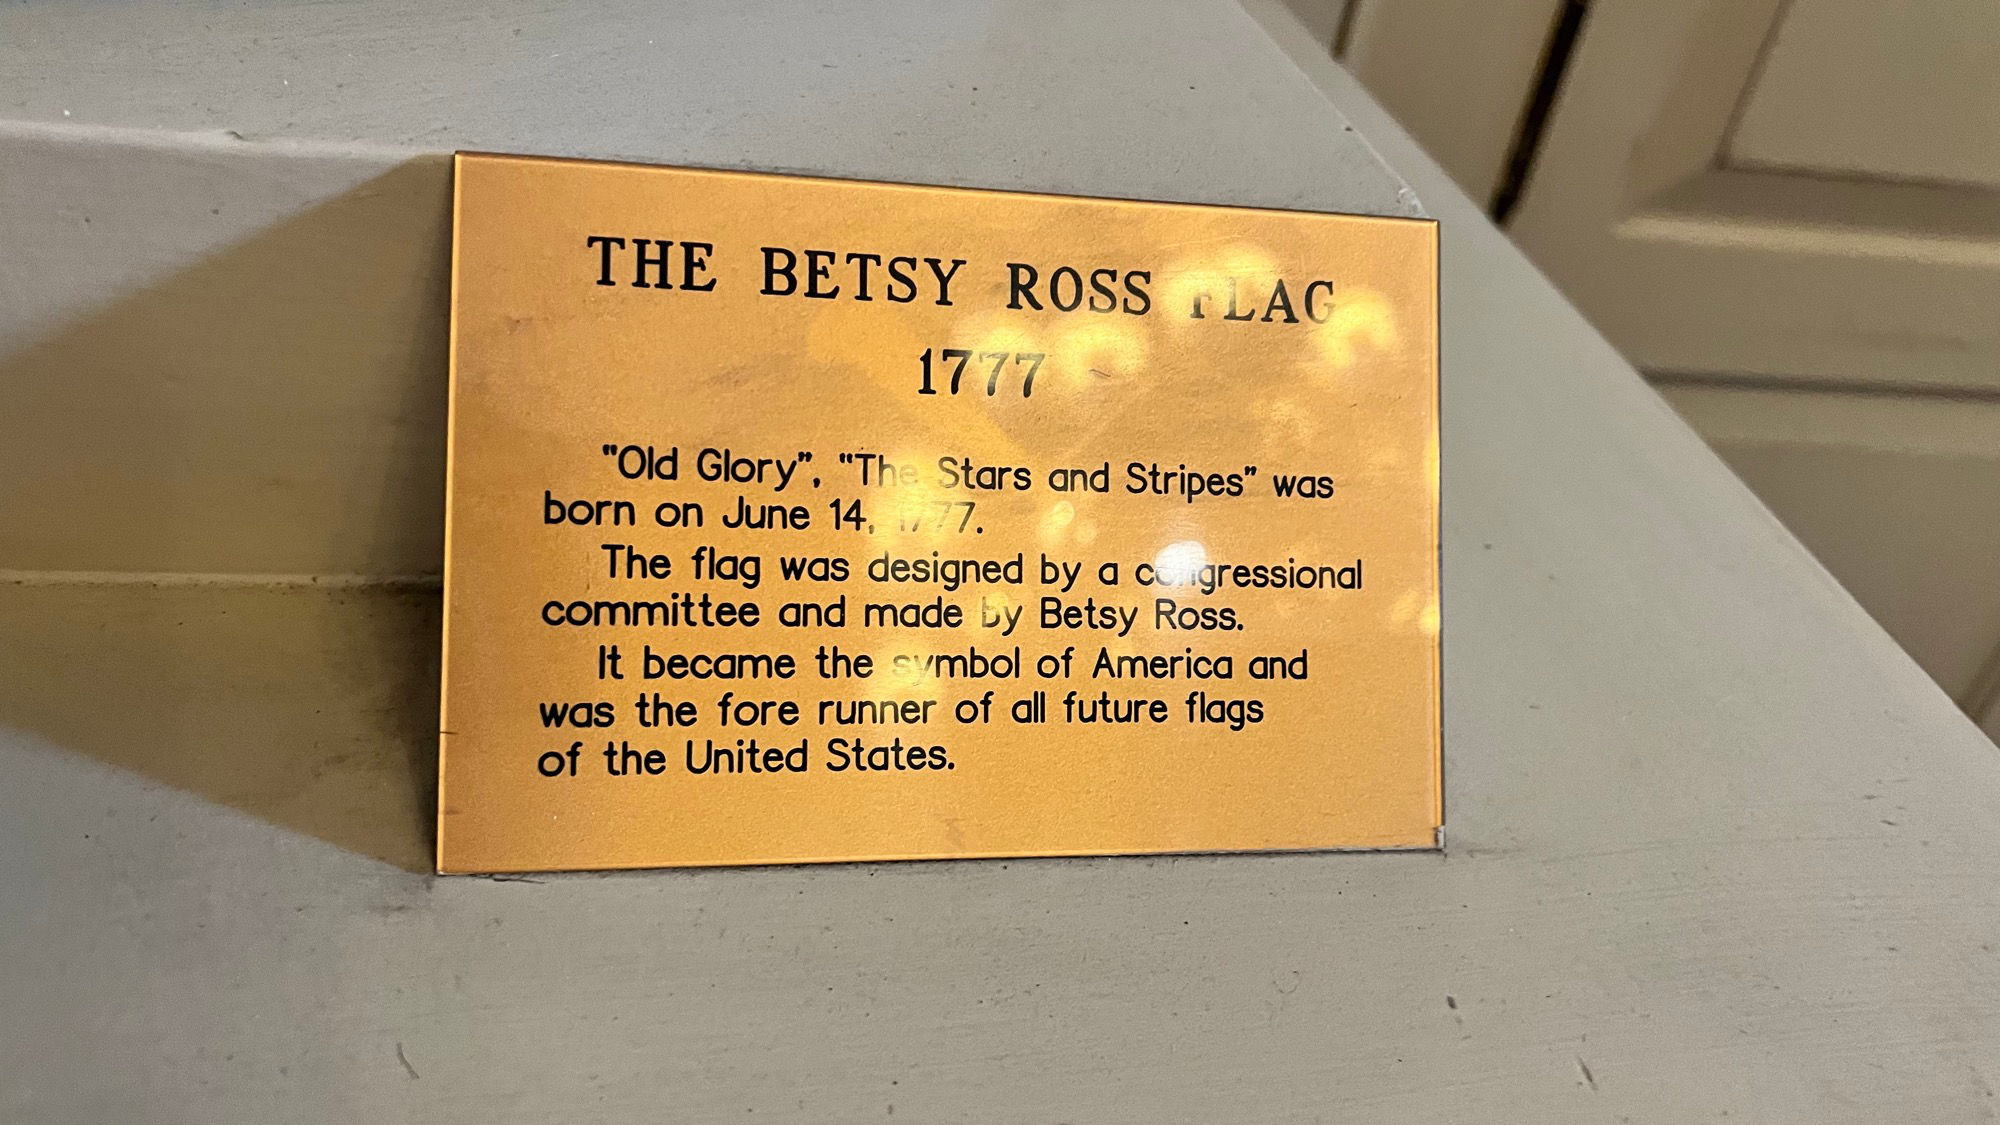 THE BETSY ROSS FLAG
1777
"Old Glory", "The Stars and Stripes" was
born on June 14, 1777.
The flag was designed by a congressional
committee and made by Betsy Ross.
It became the symbol of America and
was the fore runner of all future flags
of the United States.